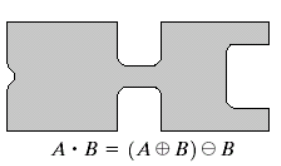 A • B = (A ⊕ B) ⊖ B